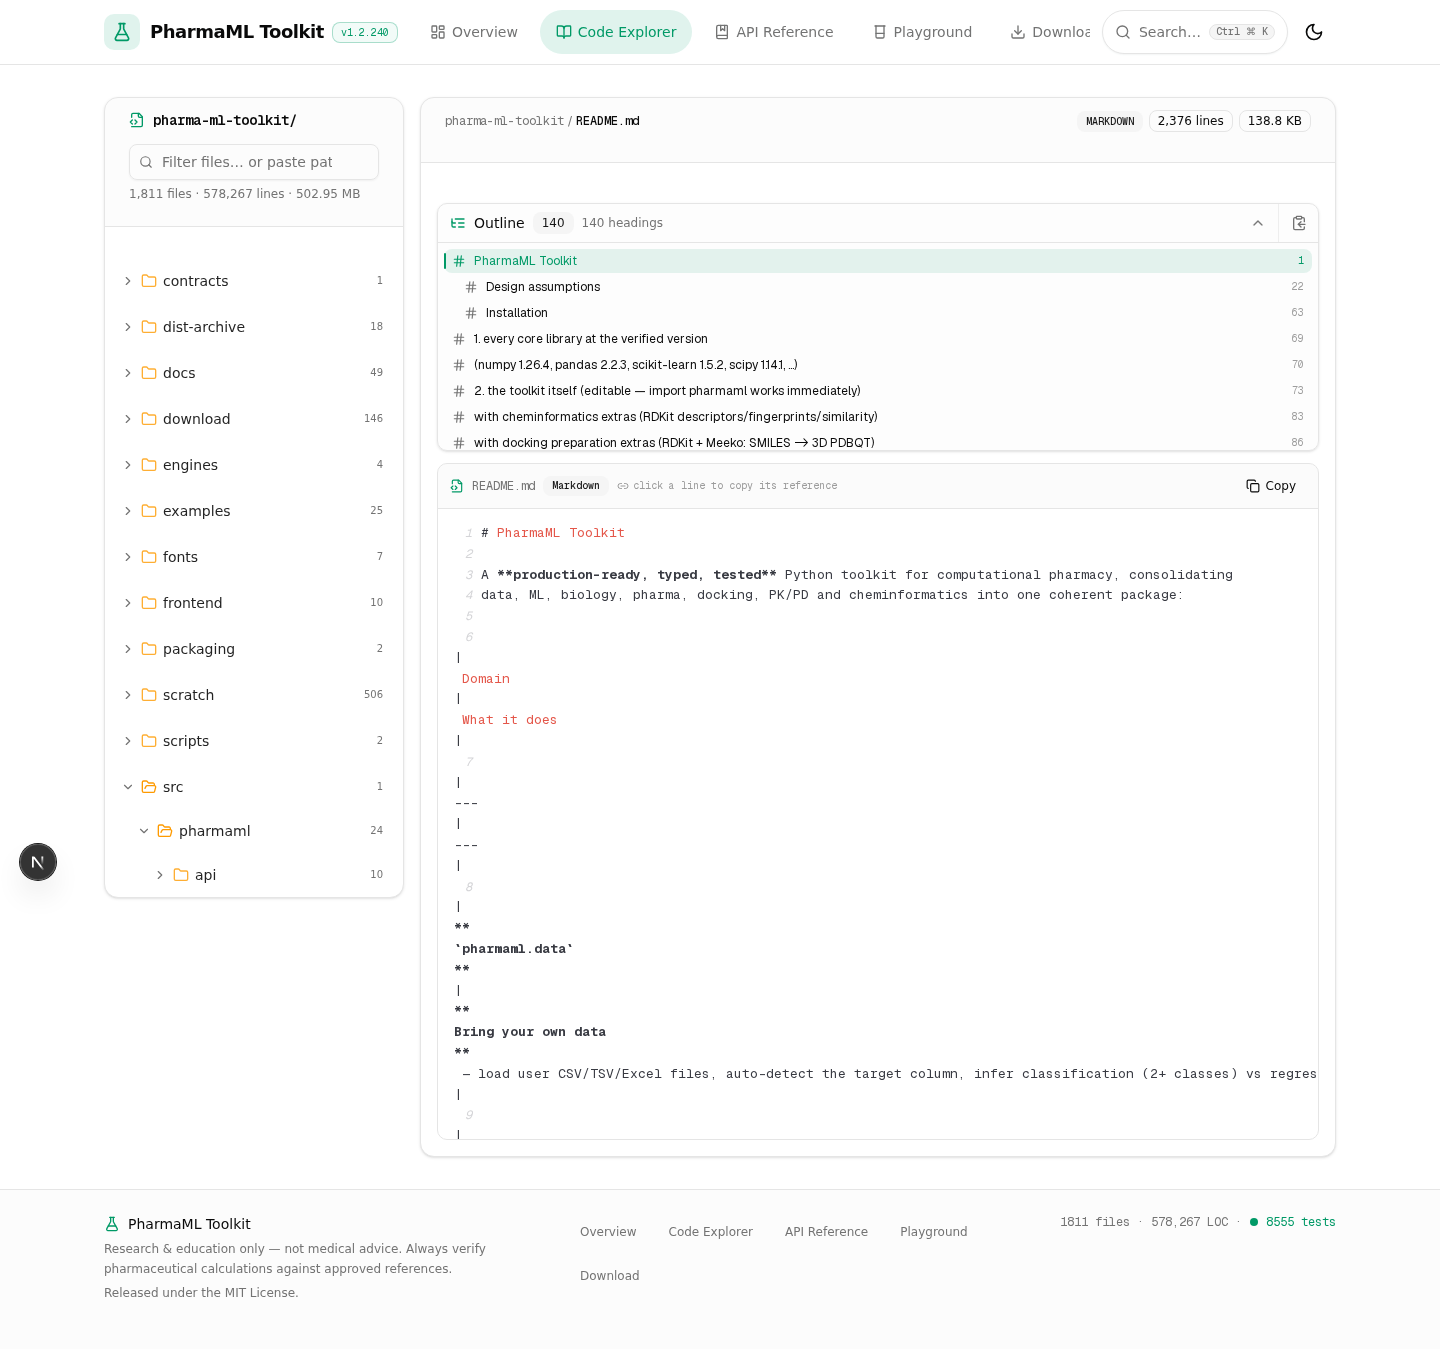 PharmaML Toolkit v1.2.240 Overview Code Explorer API Reference Playground Downloa Search... Ctrl ⌘ K
pharma-ml-toolkit/
Filter files... or paste pat
1,811 files · 578,267 lines · 502.95 MB
contracts 1
dist-archive 18
docs 49
download 146
engines 4
examples 25
fonts 7
frontend 10
packaging 2
scratch 506
scripts 2
src 1
pharmaml 24
api 10
N
pharma-ml-toolkit / README.md MARKDOWN 2,376 lines 138.8 KB
Outline 140 140 headings
# PharmaML Toolkit 1
# Design assumptions 22
# Installation 63
# 1. every core library at the verified version 69
# (numpy 1.26.4, pandas 2.2.3, scikit-learn 1.5.2, scipy 1.14.1, ...) 70
# 2. the toolkit itself (editable — import pharmaml works immediately) 73
# with cheminformatics extras (RDKit descriptors/fingerprints/similarity) 83
# with docking preparation extras (RDKit + Meeko: SMILES → 3D PDBQT) 86
README.md Markdown click a line to copy its reference Copy
1 # PharmaML Toolkit
2
3 A **production-ready, typed, tested** Python toolkit for computational pharmacy, consolidating
4 data, ML, biology, pharma, docking, PK/PD and cheminformatics into one coherent package:
5
6
|
Domain
|
What it does
|
7
|
---
|
---
|
8
|
**
`pharmaml.data`
**
|
**
Bring your own data
**
— load user CSV/TSV/Excel files, auto-detect the target column, infer classification (2+ classes) vs regres
|
9
|
PharmaML Toolkit
Research & education only — not medical advice. Always verify
pharmaceutical calculations against approved references.
Released under the MIT License.
Overview Code Explorer API Reference Playground
Download
1811 files · 578,267 LOC · 8555 tests